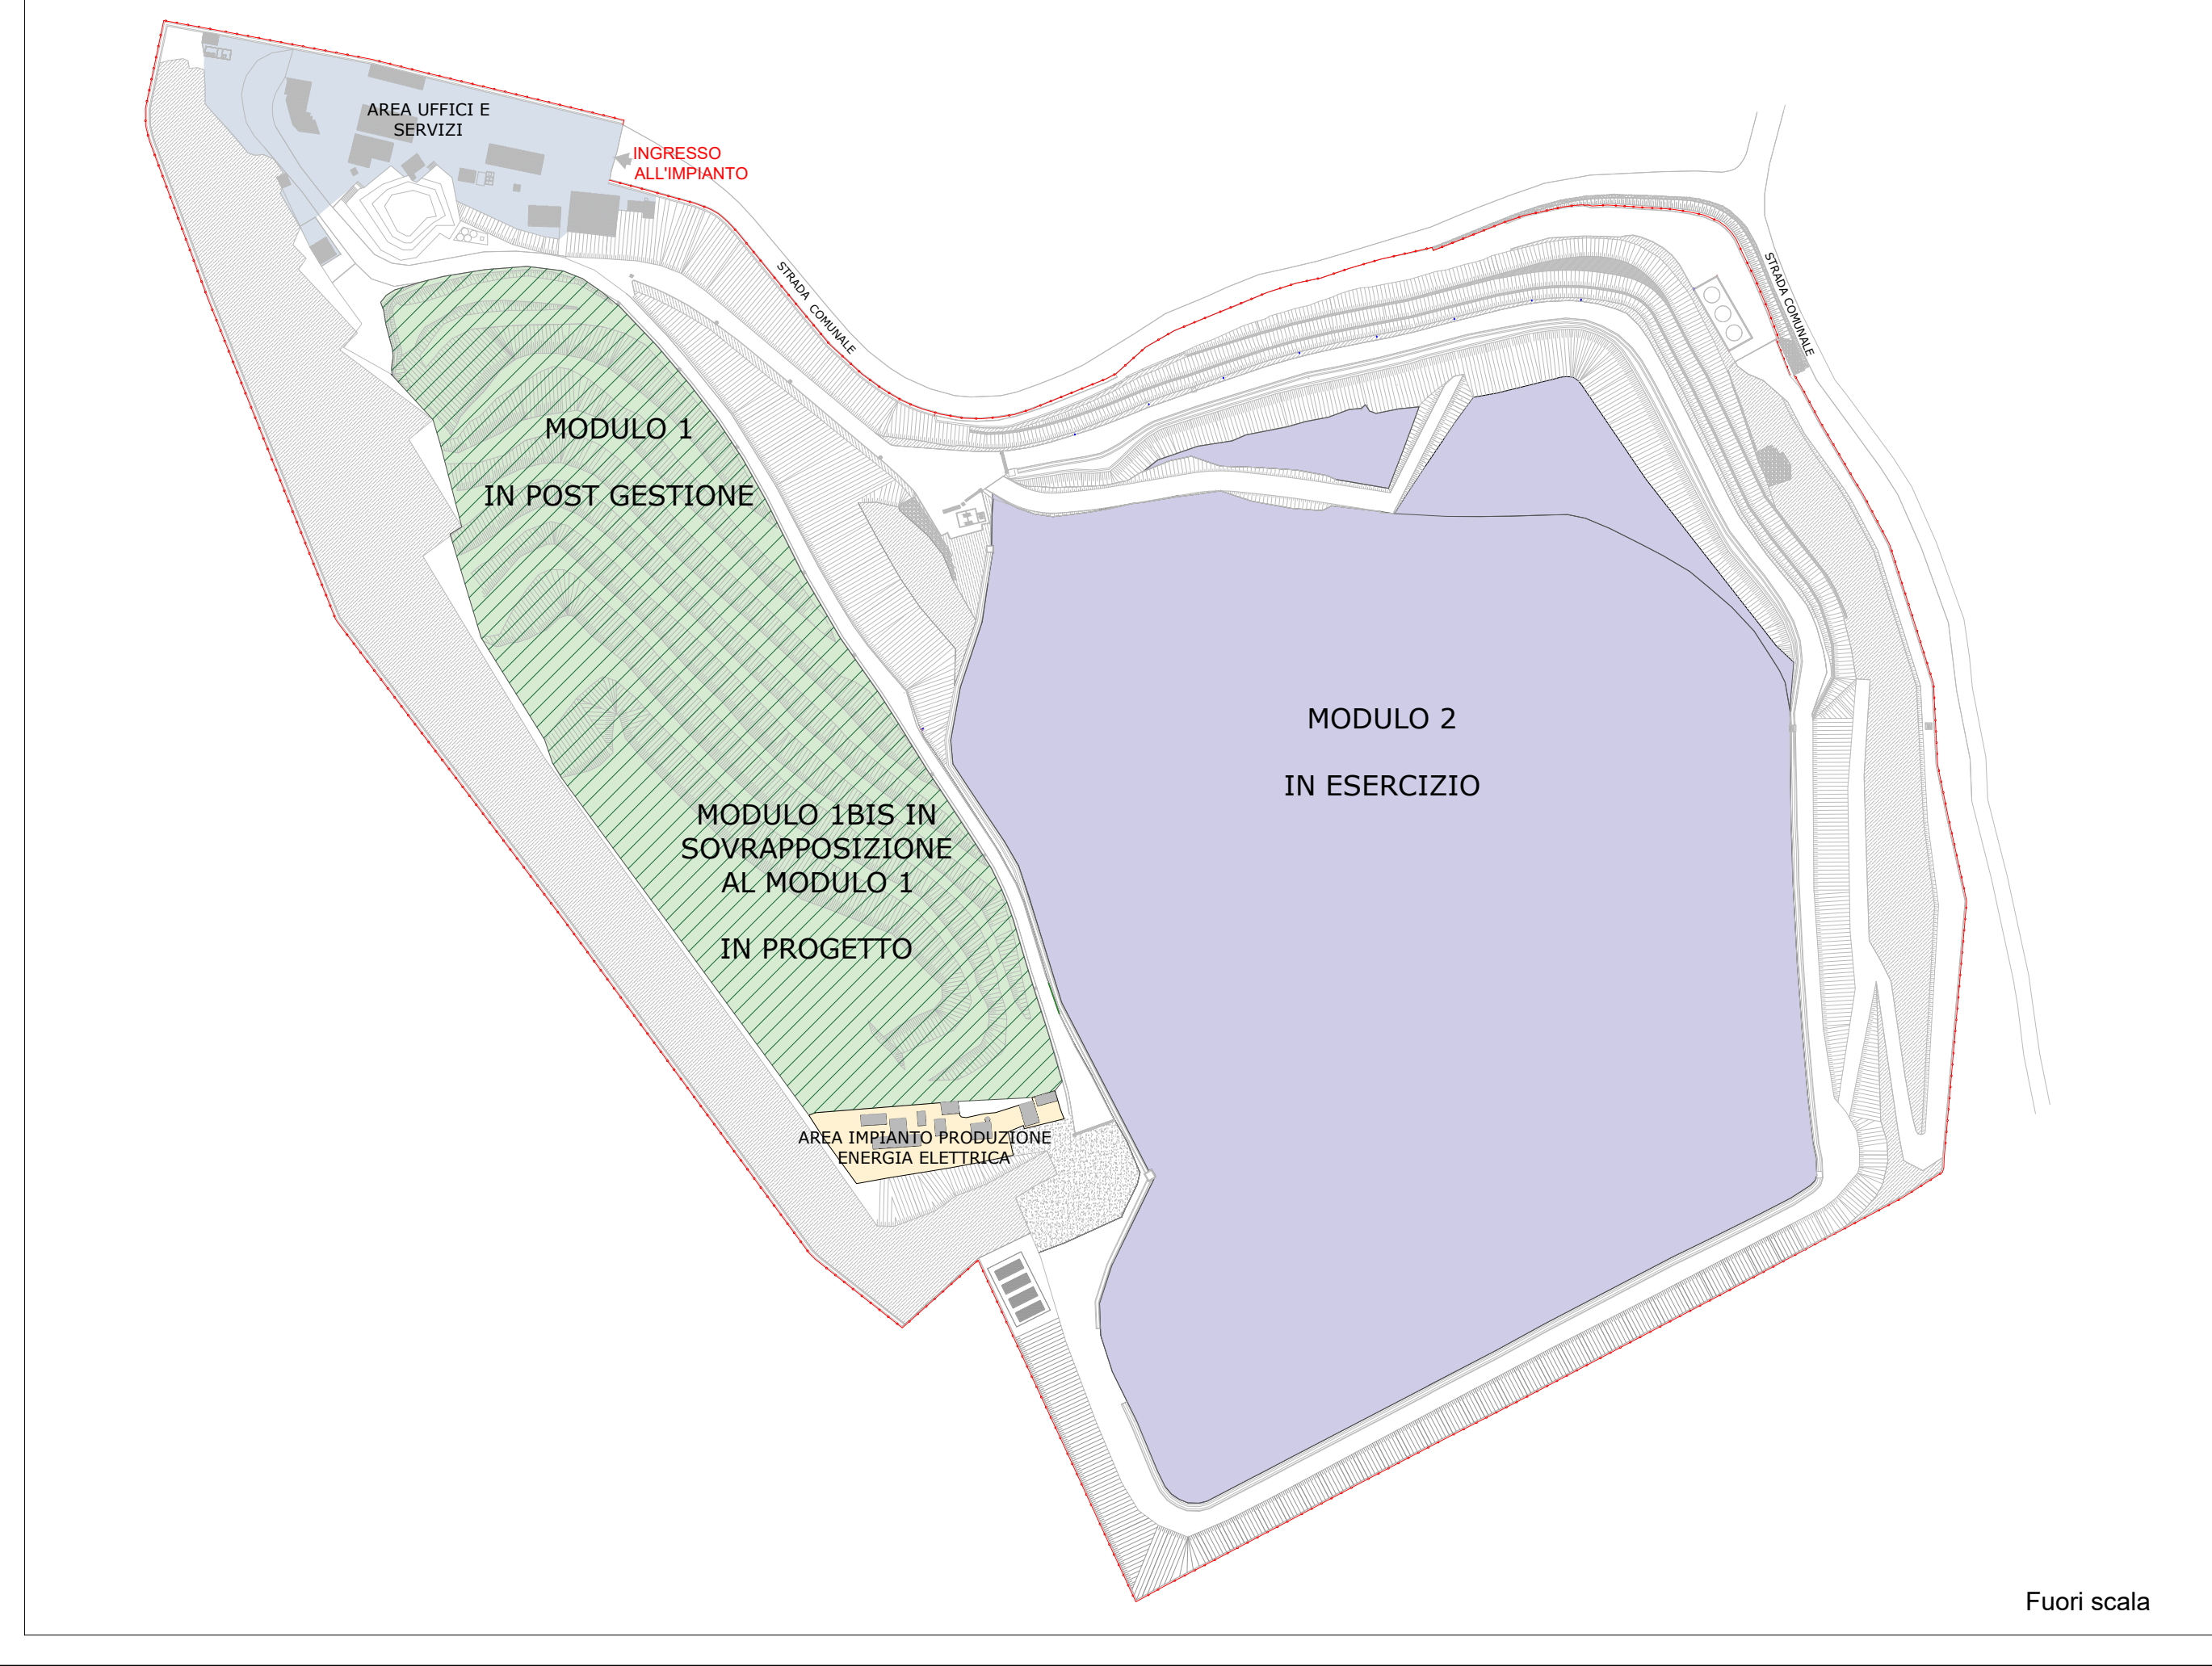 AREA UFFICI E
SERVIZI
INGRESSO
ALL'IMPIANTO
STRADA COMUNALE
STRADA COMUNALE
MODULO 1
IN POST GESTIONE
MODULO 2
IN ESERCIZIO
MODULO 1BIS IN
SOVRAPPOSIZIONE
AL MODULO 1
IN PROGETTO
AREA IMPIANTO PRODUZIONE
ENERGIA ELETTRICA
Fuori scala